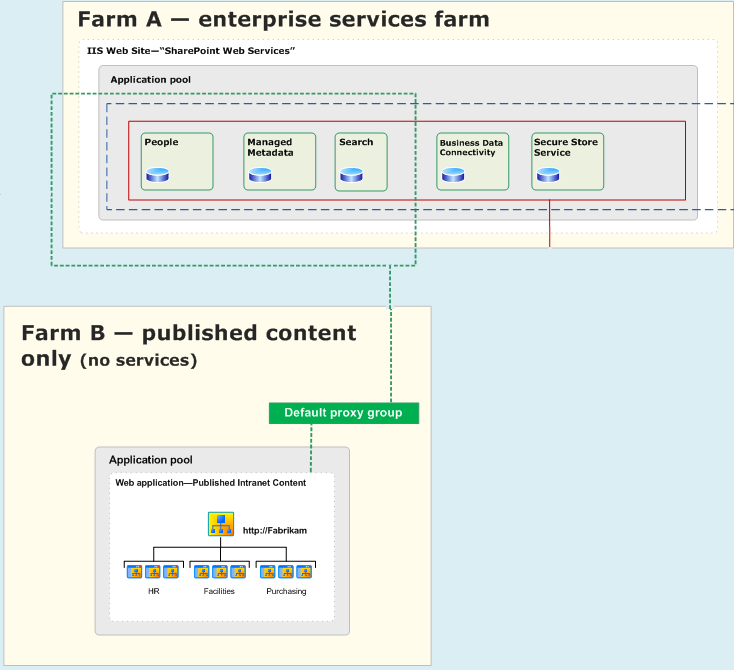 Farm A — enterprise services farm
IIS Web Site—“SharePoint Web Services”
Application pool
People
Managed
Metadata
Search
Business Data
Connectivity
Secure Store
Service
Farm B — published content
only (no services)
Default proxy group
Application pool
Web application—Published Intranet Content
http://Fabrikam
HR
Facilities
Purchasing